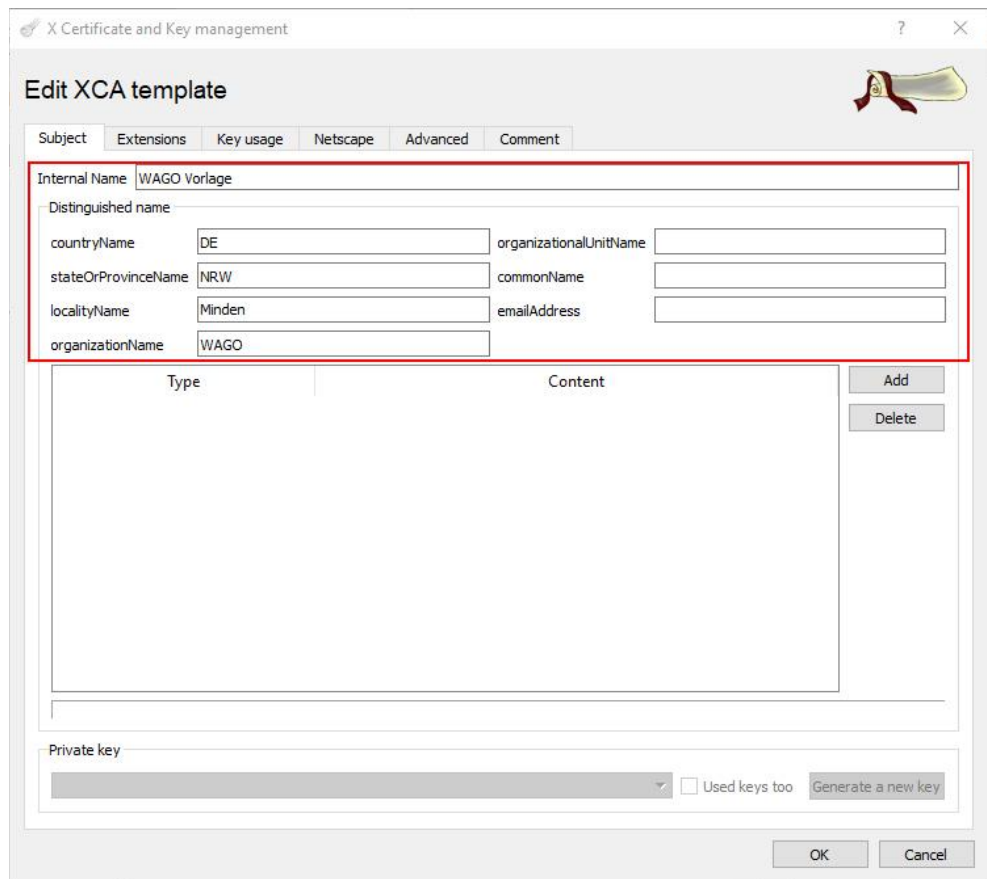 X Certificate and Key management
Edit XCA template
Subject Extensions Key usage Netscape Advanced Comment
Internal Name WAGO Vorlage
Distinguished name
countryName DE organizationalUnitName
stateOrProvinceName NRW commonName
localityName Minden emailAddress
organizationName WAGO
Type Content Add
Delete
Private key
Used keys too Generate a new key
OK Cancel